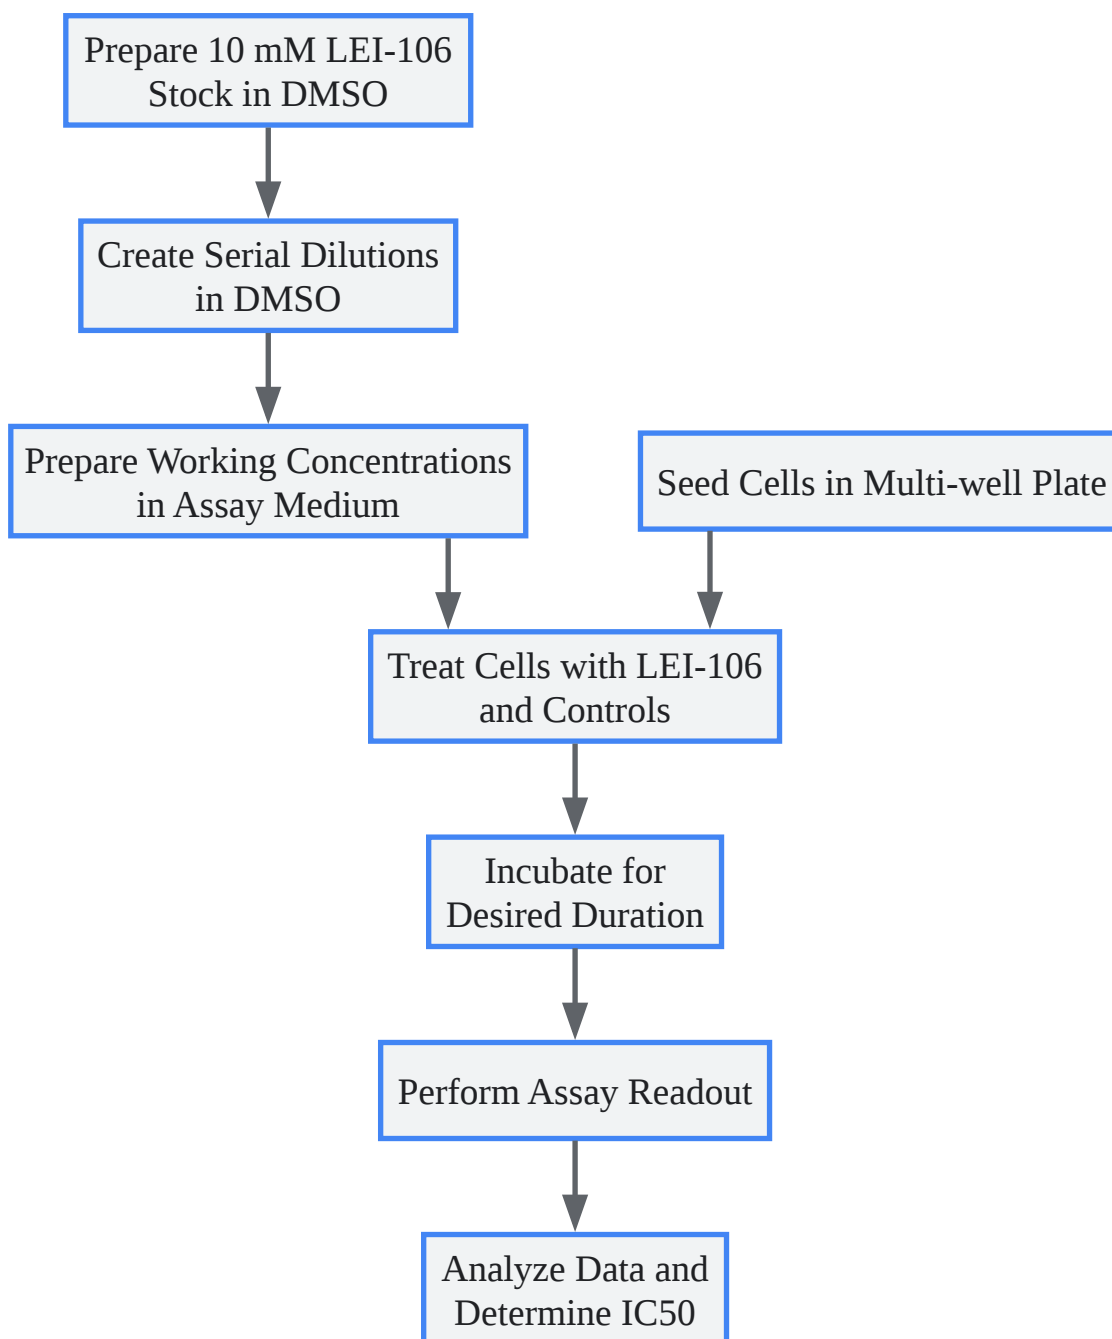 Prepare 10 mM LEI-106
Stock in DMSO
Create Serial Dilutions
in DMSO
Prepare Working Concentrations
in Assay Medium
Seed Cells in Multi-well Plate
Treat Cells with LEI-106
and Controls
Incubate for
Desired Duration
Perform Assay Readout
Analyze Data and
Determine IC50